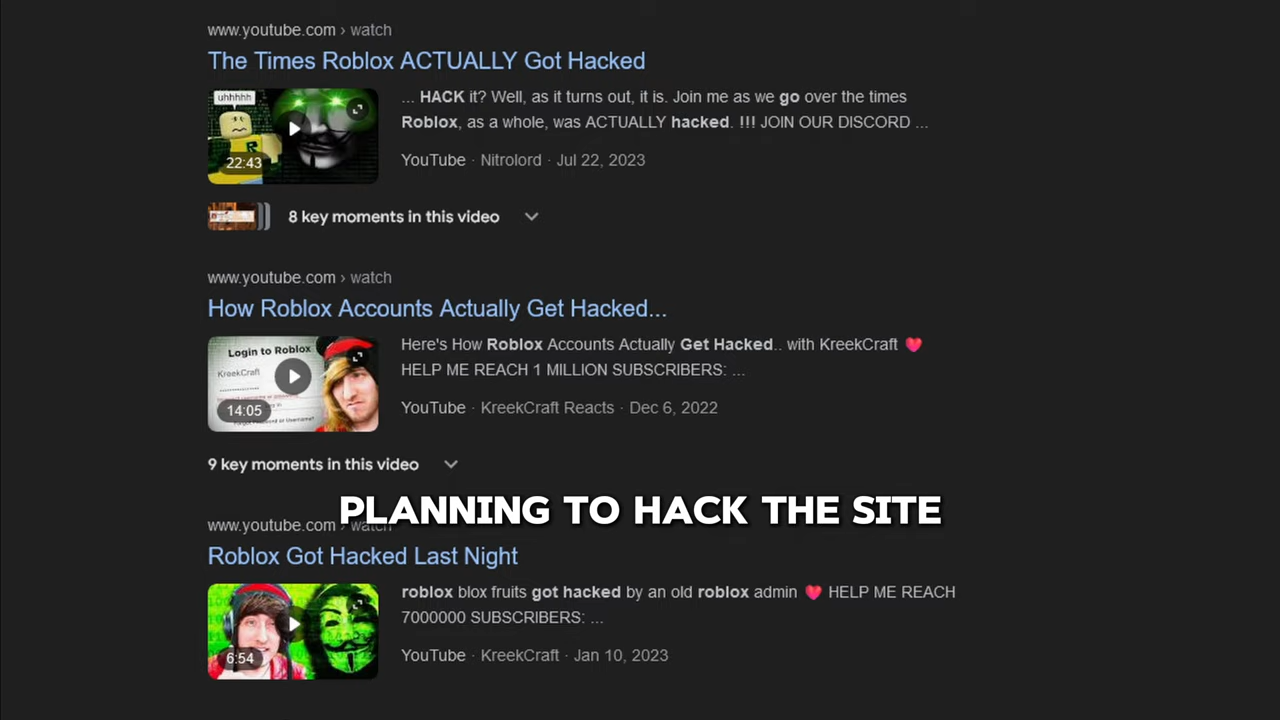 www.youtube.com › watch
The Times Roblox ACTUALLY Got Hacked
uhhhhh
22:43
... HACK it? Well, as it turns out, it is. Join me as we go over the times
Roblox, as a whole, was ACTUALLY hacked. !!! JOIN OUR DISCORD ...
YouTube · Nitrolord · Jul 22, 2023
8 key moments in this video
www.youtube.com › watch
How Roblox Accounts Actually Get Hacked...
Login to Roblox
KreekCraft
14:05
Here's How Roblox Accounts Actually Get Hacked.. with KreekCraft ❤️
HELP ME REACH 1 MILLION SUBSCRIBERS: ...
YouTube · KreekCraft Reacts · Dec 6, 2022
9 key moments in this video
PLANNING TO HACK THE SITE
www.youtube.com › watch
Roblox Got Hacked Last Night
6:54
roblox blox fruits got hacked by an old roblox admin ❤️ HELP ME REACH
7000000 SUBSCRIBERS: ...
YouTube · KreekCraft · Jan 10, 2023